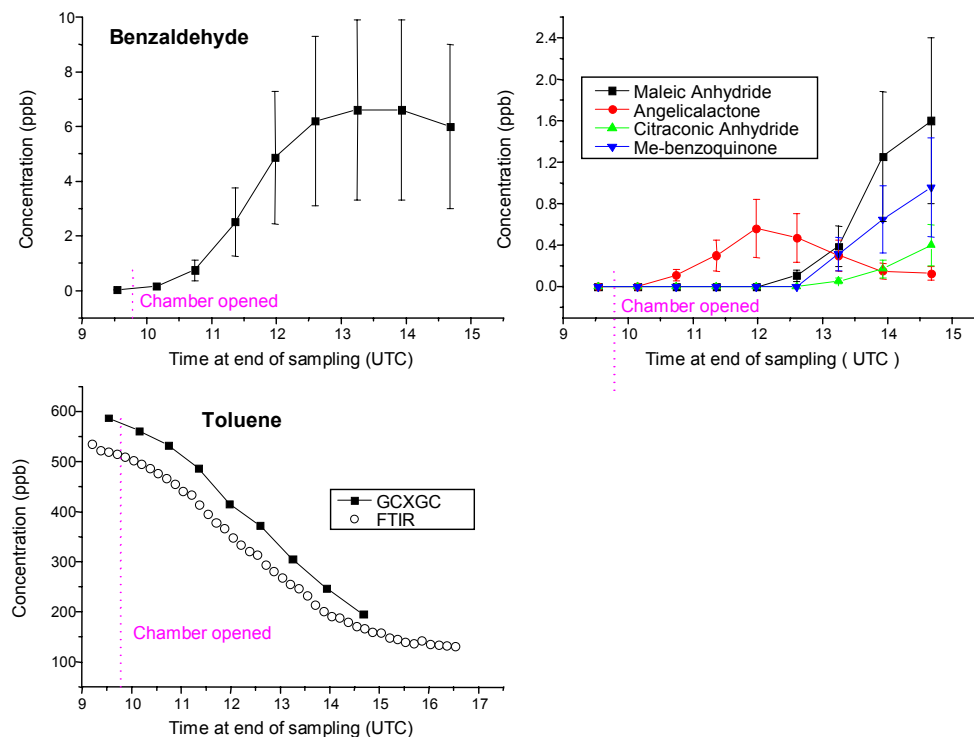 Benzaldehyde
Concentration (ppb)
10
8
6
4
2
0
Chamber opened
9 10 11 12 13 14 15
Time at end of sampling (UTC)
Concentration (ppb)
2.4
2.0
1.6
1.2
0.8
0.4
0.0
Maleic Anhydride
Angelicalactone
Citraconic Anhydride
Me-benzoquinone
Chamber opened
9 10 11 12 13 14 15
Time at end of sampling ( UTC )
Toluene
Concentration (ppb)
600
500
400
300
200
100
GCXGC
FTIR
Chamber opened
9 10 11 12 13 14 15 16 17
Time at end of sampling (UTC)